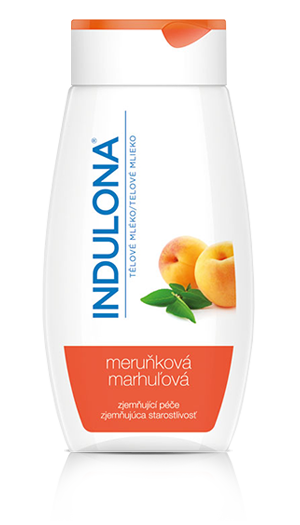 INDULONA®
TĚLOVÉ MLÉKO/TELOVÉ MLIEKO
meruňková
marhuľová
zjemňující péče
zjemňujúca starostlivosť